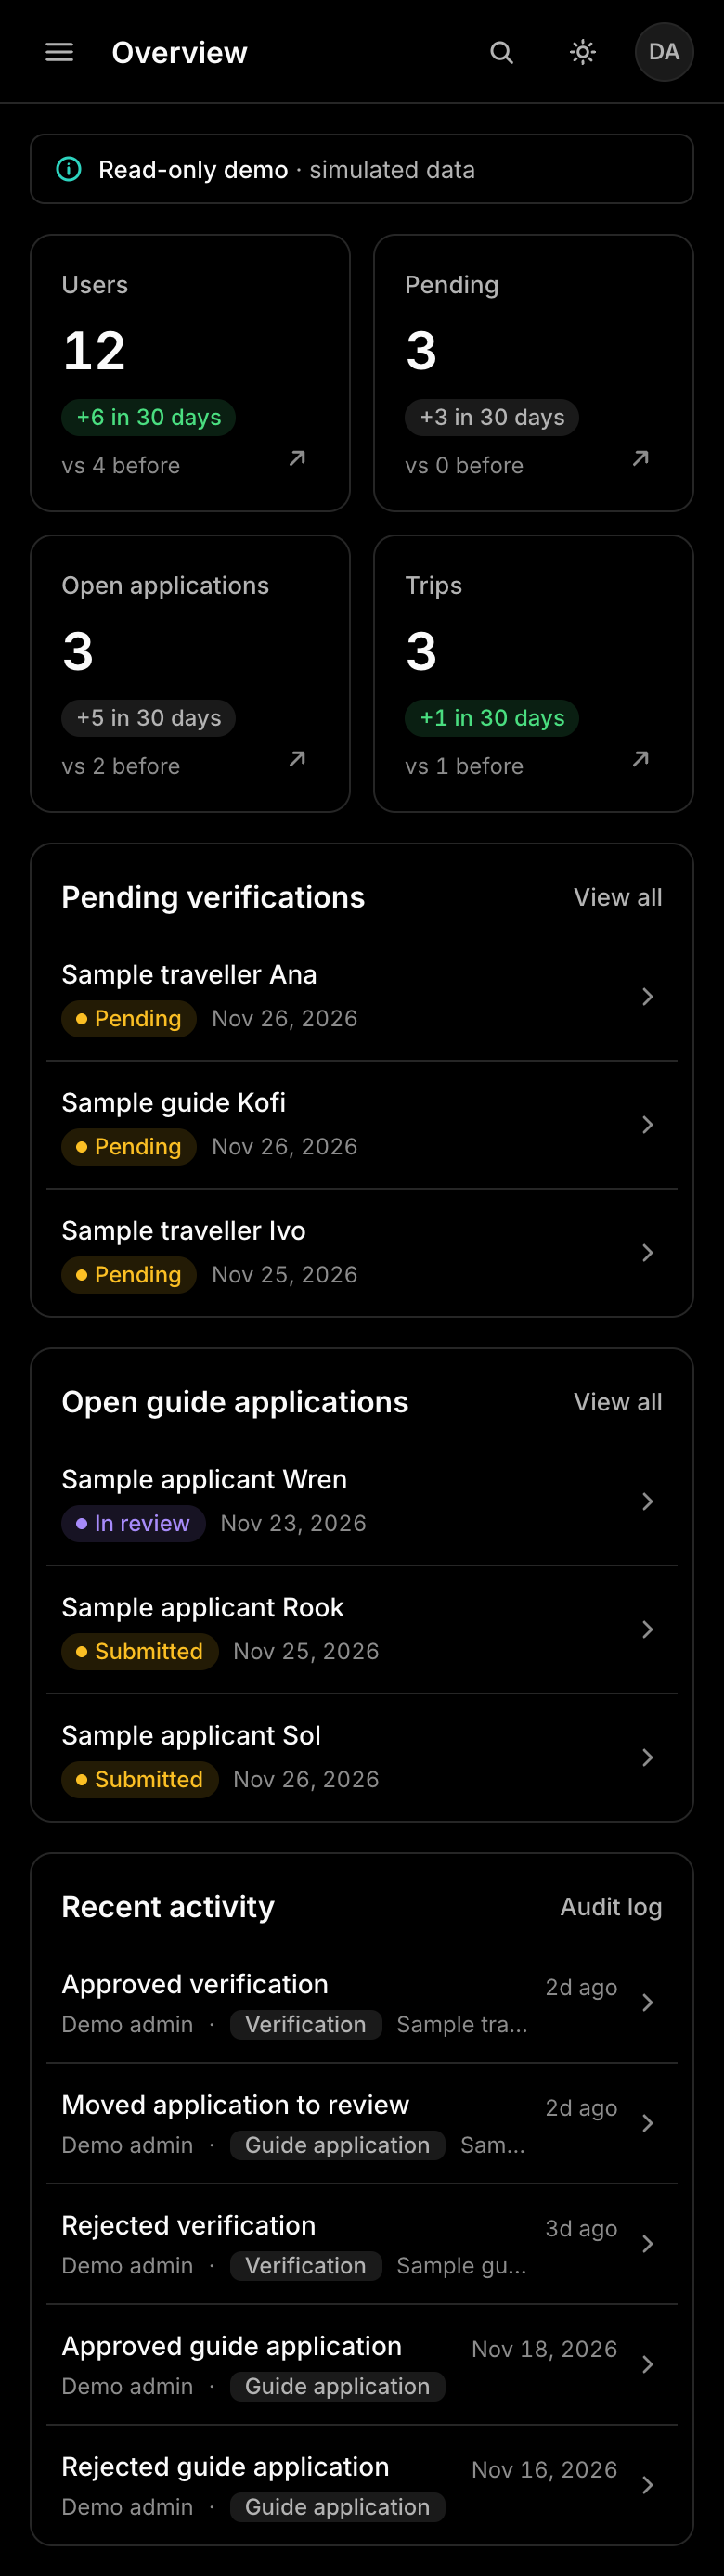 Overview
DA
Read-only demo · simulated data
Users
12
+6 in 30 days
vs 4 before
Pending
3
+3 in 30 days
vs 0 before
Open applications
3
+5 in 30 days
vs 2 before
Trips
3
+1 in 30 days
vs 1 before
Pending verifications
View all
Sample traveller Ana
Pending Nov 26, 2026
Sample guide Kofi
Pending Nov 26, 2026
Sample traveller Ivo
Pending Nov 25, 2026
Open guide applications
View all
Sample applicant Wren
In review Nov 23, 2026
Sample applicant Rook
Submitted Nov 25, 2026
Sample applicant Sol
Submitted Nov 26, 2026
Recent activity
Audit log
Approved verification
2d ago
Demo admin · Verification Sample tra...
Moved application to review
2d ago
Demo admin · Guide application Sam...
Rejected verification
3d ago
Demo admin · Verification Sample gu...
Approved guide application
Nov 18, 2026
Demo admin · Guide application
Rejected guide application
Nov 16, 2026
Demo admin · Guide application